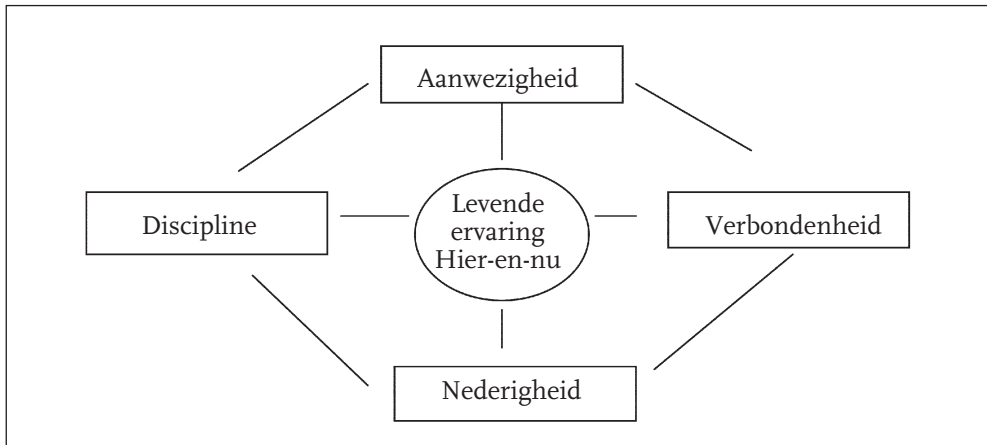 Aanwezigheid
Discipline
Levende
ervaring
Hier-en-nu
Verbondenheid
Nederigheid